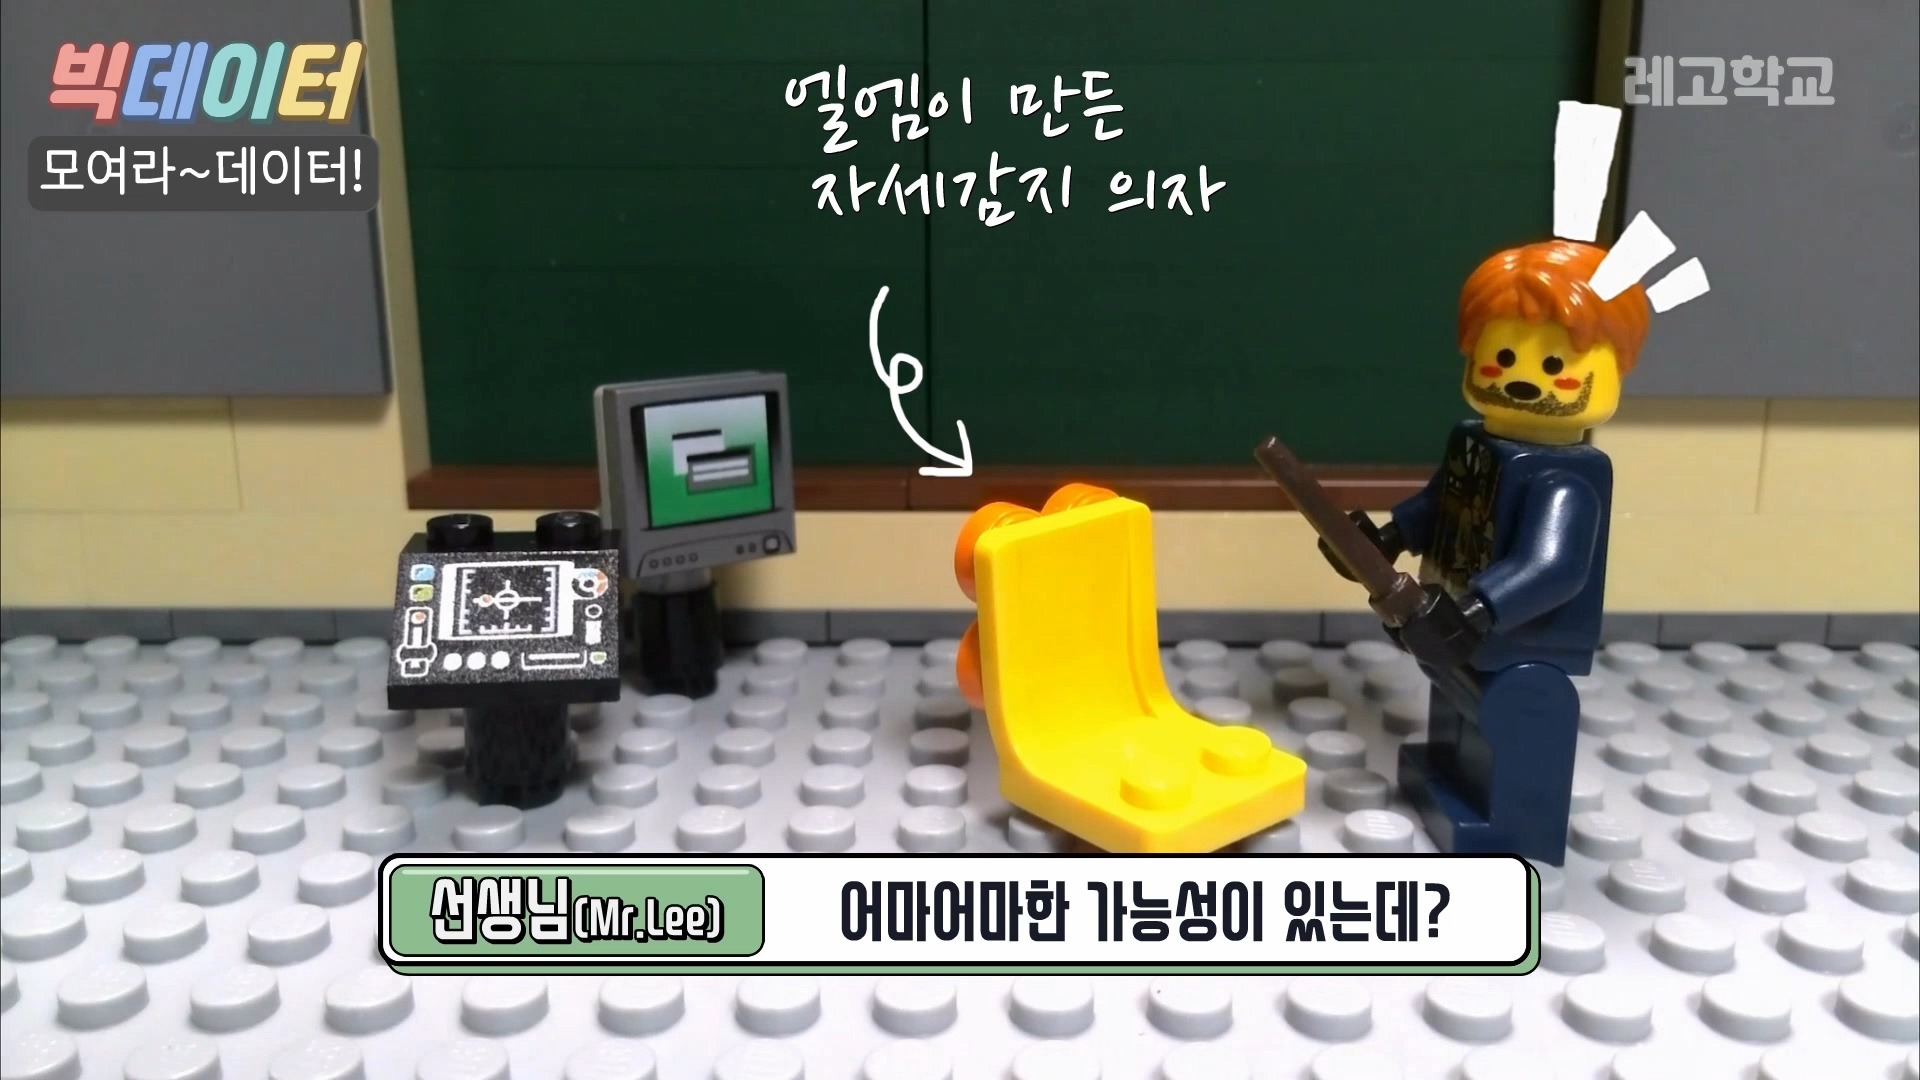 빅데이터
모여라~데이터!
엘엠이 만든
자세감지 의자
레고학교
선생님(Mr.Lee)
어마어마한 가능성이 있는데?